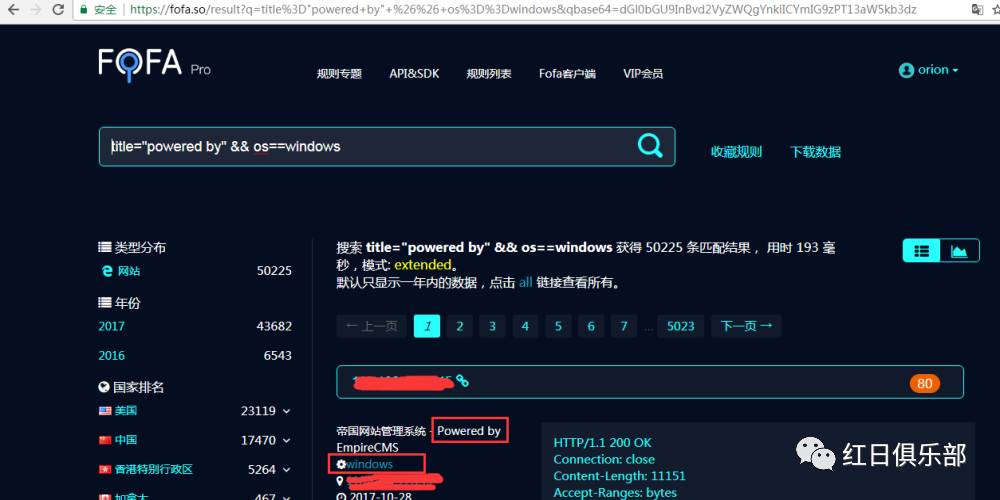 安全 https://fofa.so/result?q=title%3D"powered+by"+%26%26+os%3D%3Dwindows&qbase64=dGl0bGU9InBvd2VyZWQgYnkiICYmIG9zPT13aW5kb3dz
FOFA Pro
规则专题 API&SDK 规则列表 Fofa客户端 VIP会员
orion
title="powered by" && os==windows
收藏规则 下载数据
类型分布
网站 50225
年份
2017 43682
2016 6543
国家排名
美国 23119
中国 17470
香港特别行政区 5264
加拿大 467
搜索 title="powered by" && os==windows 获得 50225 条匹配结果， 用时 193 毫
秒，模式: extended。
默认只显示一年内的数据，点击 all 链接查看所有。
← 上一页 1 2 3 4 5 6 7 ... 5023 下一页 →
80
帝国网站管理系统 - Powered by
EmpireCMS
windows
2017-10-28
HTTP/1.1 200 OK
Connection: close
Content-Length: 11151
Accept-Ranges: bytes
红日俱乐部